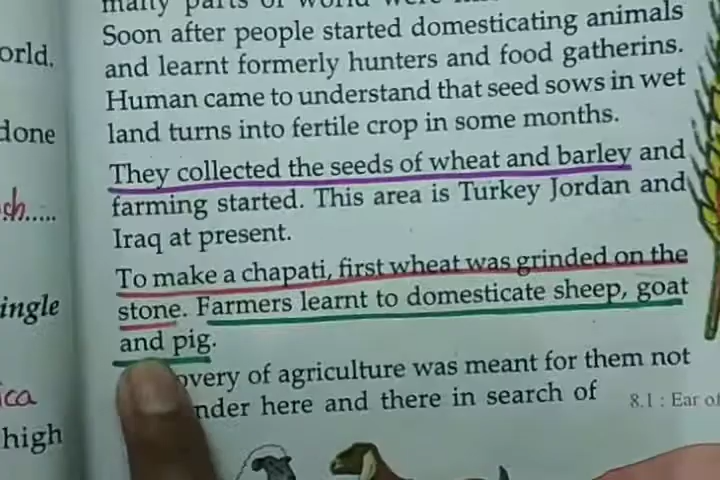 many parts of world were
Soon after people started domesticating animals
and learnt formerly hunters and food gatherins.
Human came to understand that seed sows in wet
land turns into fertile crop in some months.
They collected the seeds of wheat and barley and
farming started. This area is Turkey Jordan and
Iraq at present.
To make a chapati, first wheat was grinded on the
stone. Farmers learnt to domesticate sheep, goat
and pig.
overy of agriculture was meant for them not
nder here and there in search of
8.1 : Ear of
orld.
done
sh.....
ingle
ica
high